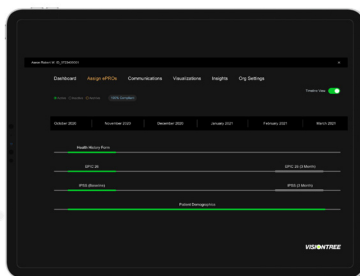 Dashboard Assign ePROs Communications Visualizations Insights Org Settings
Timeline View
October 2020 November 2020 December 2020 January 2021 February 2021 March 2021
Health History Form
EPIC 26 EPIC 26 (3 Month)
IPSS (Baseline) IPSS (3 Month)
Patient Demographics
VISIONTREE